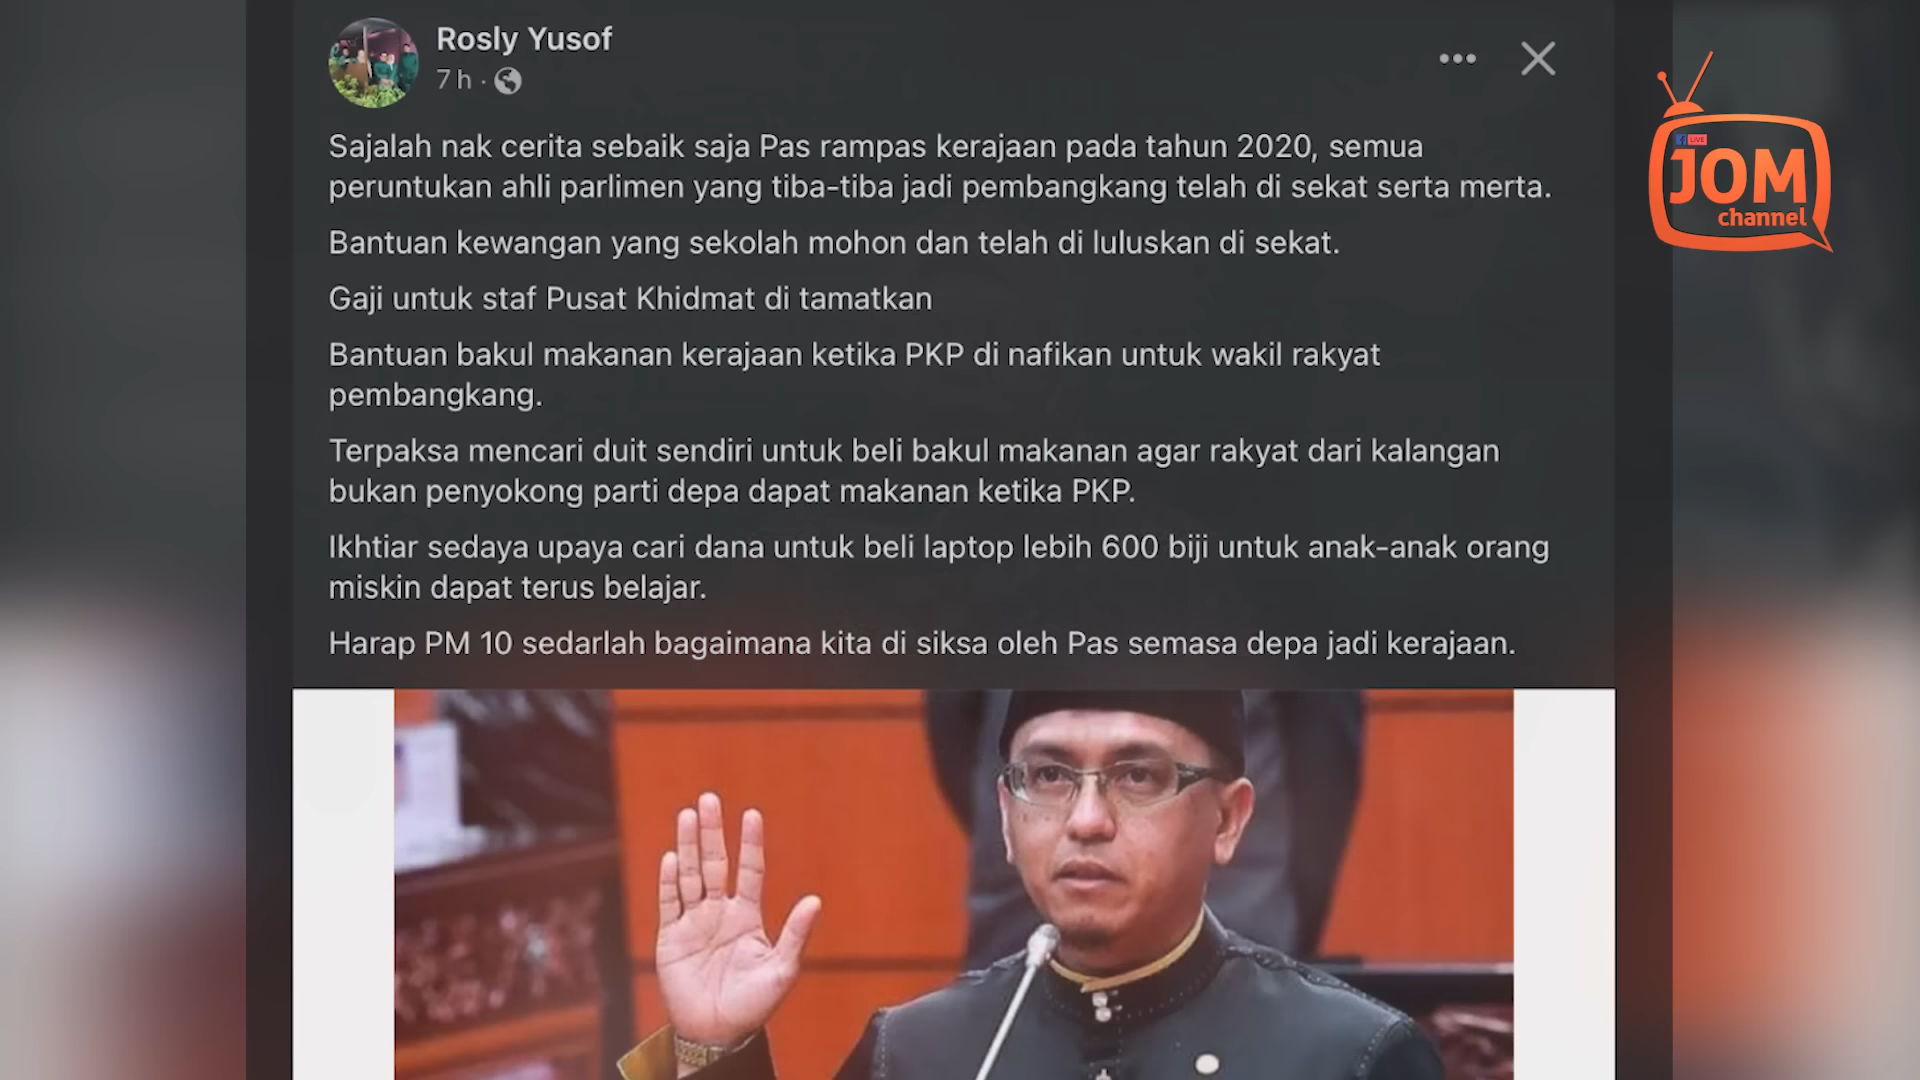 Rosly Yusof
7 h ·
Sajalah nak cerita sebaik saja Pas rampas kerajaan pada tahun 2020, semua
peruntukan ahli parlimen yang tiba-tiba jadi pembangkang telah di sekat serta merta.
Bantuan kewangan yang sekolah mohon dan telah di luluskan di sekat.
Gaji untuk staf Pusat Khidmat di tamatkan
Bantuan bakul makanan kerajaan ketika PKP di nafikan untuk wakil rakyat
pembangkang.
Terpaksa mencari duit sendiri untuk beli bakul makanan agar rakyat dari kalangan
bukan penyokong parti depa dapat makanan ketika PKP.
Ikhtiar sedaya upaya cari dana untuk beli laptop lebih 600 biji untuk anak-anak orang
miskin dapat terus belajar.
Harap PM 10 sedarlah bagaimana kita di siksa oleh Pas semasa depa jadi kerajaan.
LIVE
JOM
channel